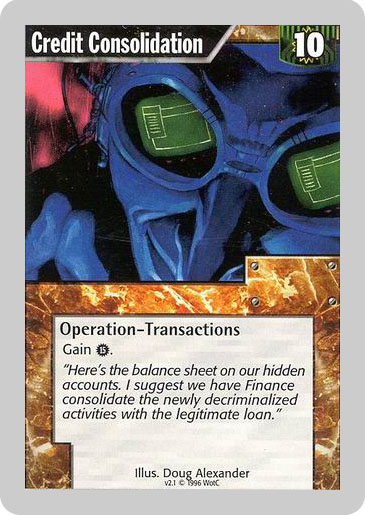 Credit Consolidation
10
Operation–Transactions
Gain 15.
“Here’s the balance sheet on our hidden
accounts. I suggest we have Finance
consolidate the newly decriminalized
activities with the legitimate loan.”
Illus. Doug Alexander
v2.1 © 1996 WotC